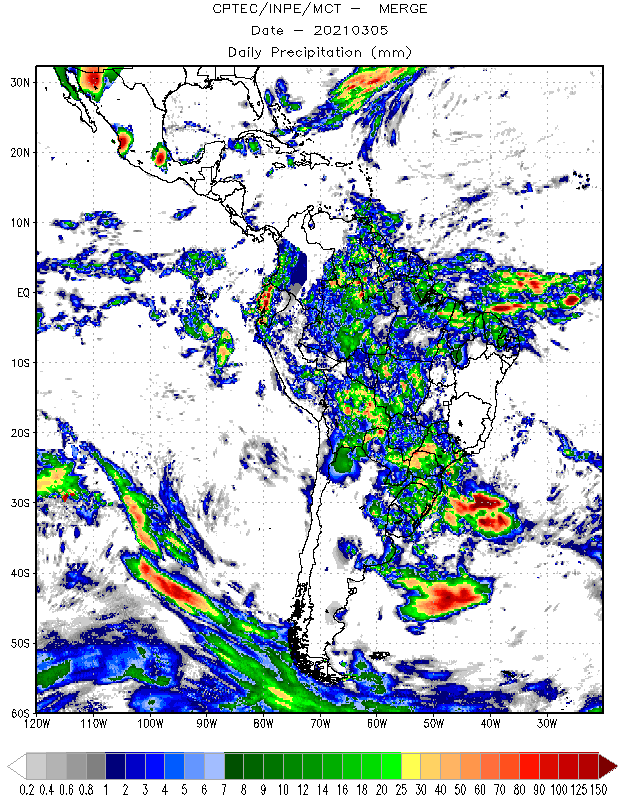 CPTEC/INPE/MCT - MERGE
Date - 20210305
Daily Precipitation (mm)
30N
20N
10N
EQ
10S
20S
30S
40S
50S
60S
120W 110W 100W 90W 80W 70W 60W 50W 40W 30W
0.2 0.4 0.6 0.8 1 2 3 4 5 6 7 8 9 10 12 14 16 18 20 25 30 40 50 60 70 80 90 100 125 150